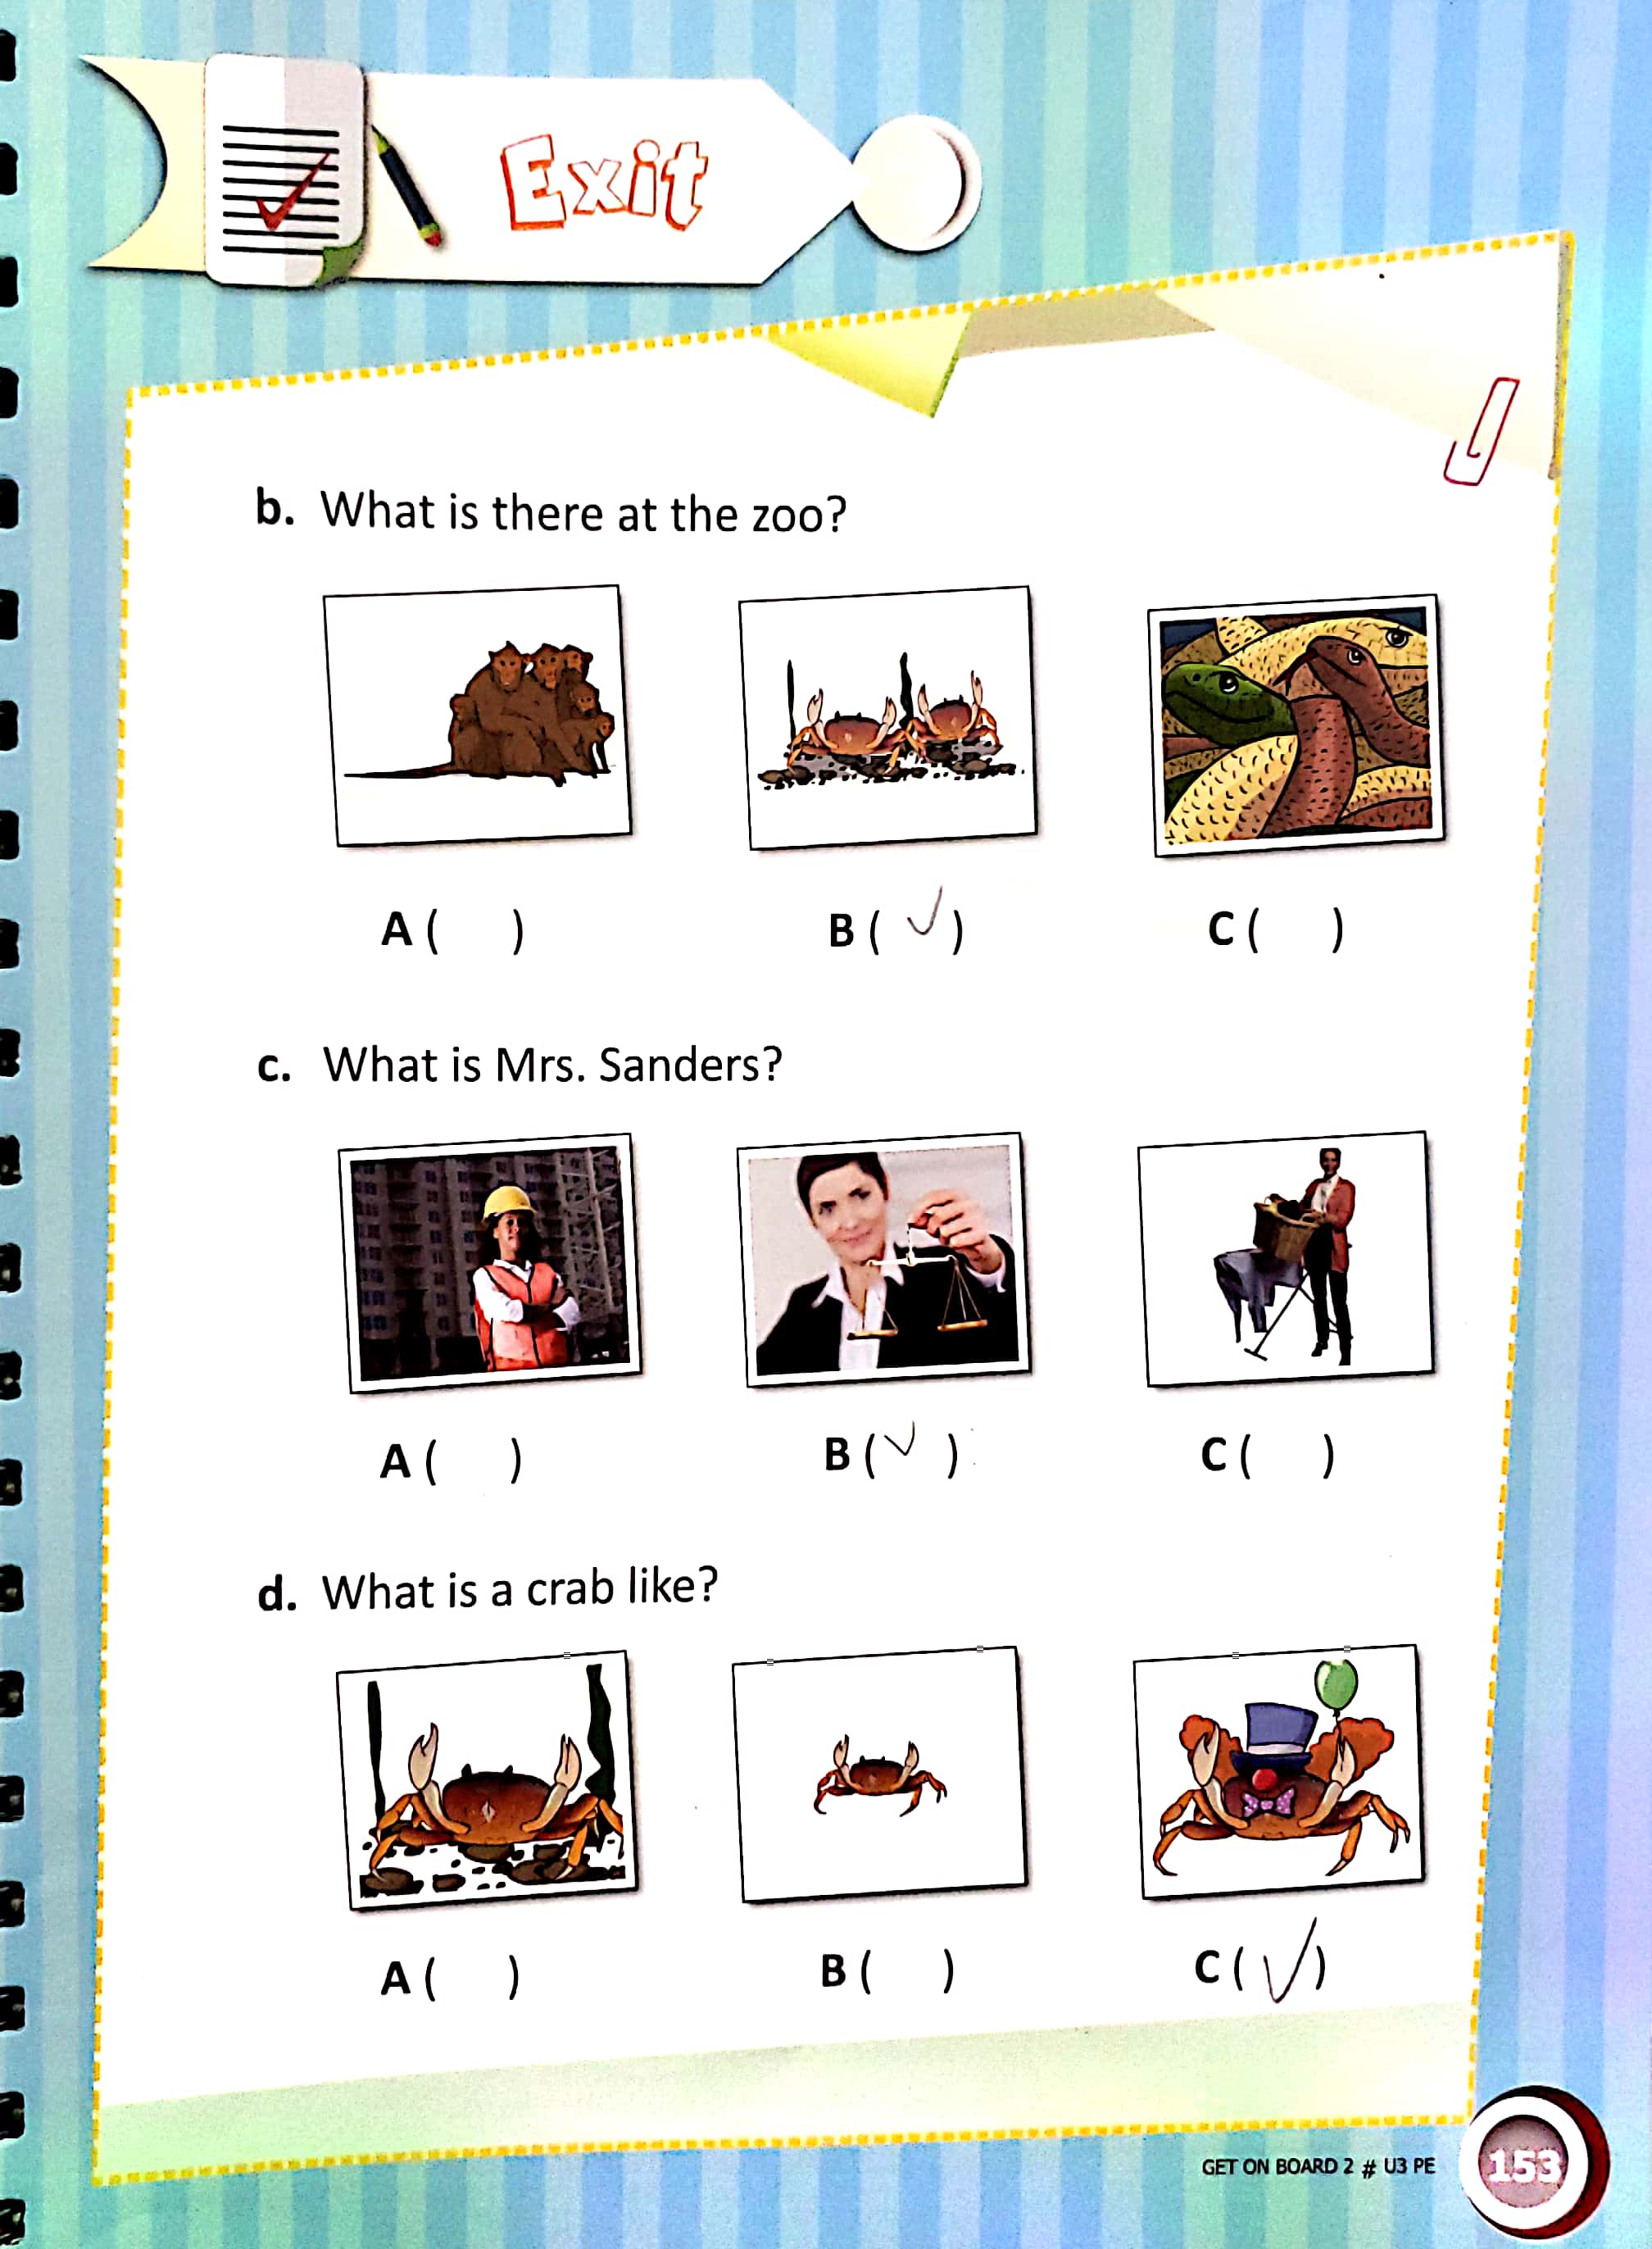 Exit
b. What is there at the zoo?
A ( ) B ( ✓ ) C ( )
c. What is Mrs. Sanders?
A ( ) B ( ✓ ) C ( )
d. What is a crab like?
A ( ) B ( ) C ( ✓ )
GET ON BOARD 2 # U3 PE 153